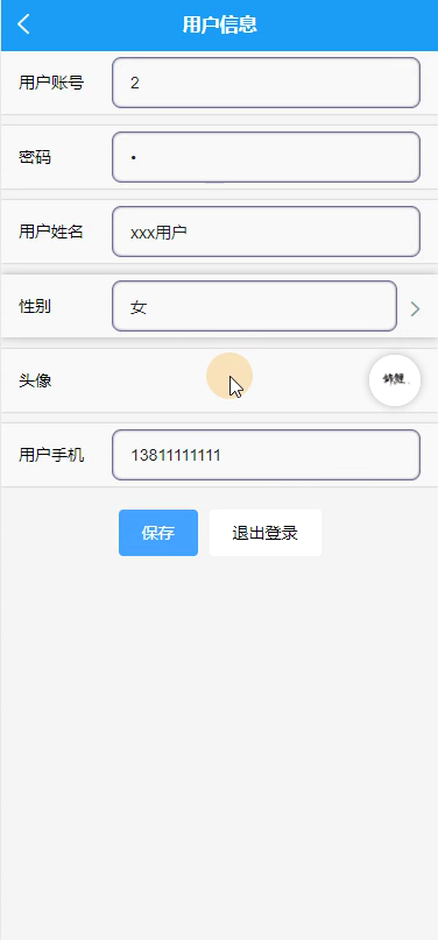 用户信息
用户账号 2
密码 •
用户姓名 xxx用户
性别 女
头像
用户手机 13811111111
保存 退出登录